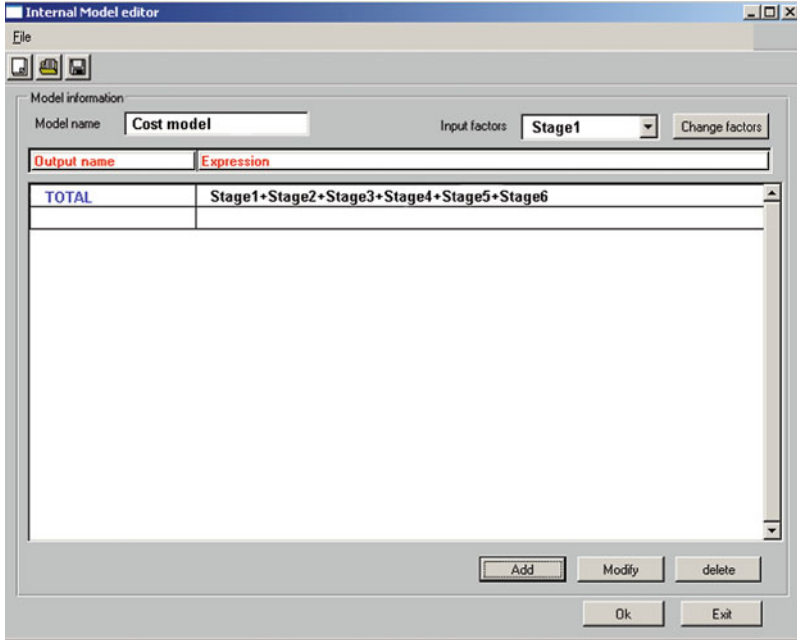 Internal Model editor
File
Model information
Model name Cost model Input factors Stage1 Change factors
Output name Expression
TOTAL Stage1+Stage2+Stage3+Stage4+Stage5+Stage6
Add Modify delete
Ok Exit